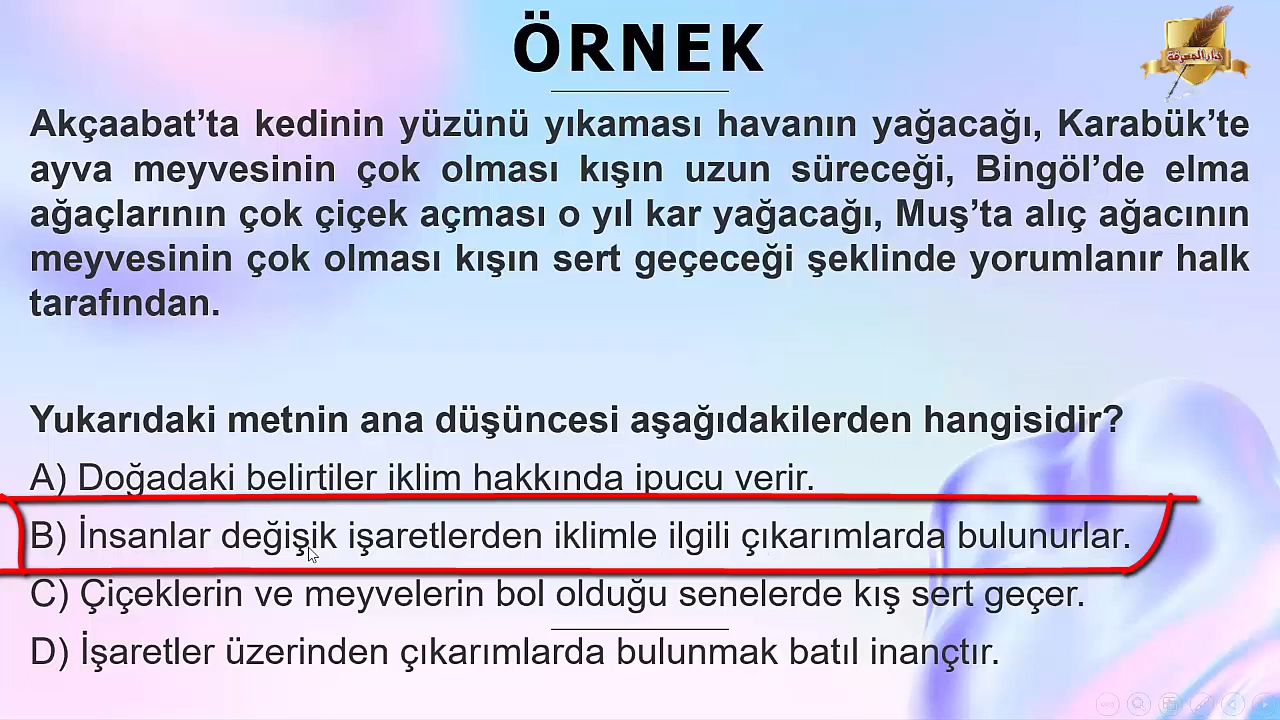 ÖRNEK
دار المعرفة
Akçaabat’ta kedinin yüzünü yıkaması havanın yağacağı, Karabük’te
ayva meyvesinin çok olması kışın uzun süreceği, Bingöl’de elma
ağaçlarının çok çiçek açması o yıl kar yağacağı, Muş’ta alıç ağacının
meyvesinin çok olması kışın sert geçeceği şeklinde yorumlanır halk
tarafından.
Yukarıdaki metnin ana düşüncesi aşağıdakilerden hangisidir?
A) Doğadaki belirtiler iklim hakkında ipucu verir.
B) İnsanlar değişik işaretlerden iklimle ilgili çıkarımlarda bulunurlar.
C) Çiçeklerin ve meyvelerin bol olduğu senelerde kış sert geçer.
D) İşaretler üzerinden çıkarımlarda bulunmak batıl inançtır.